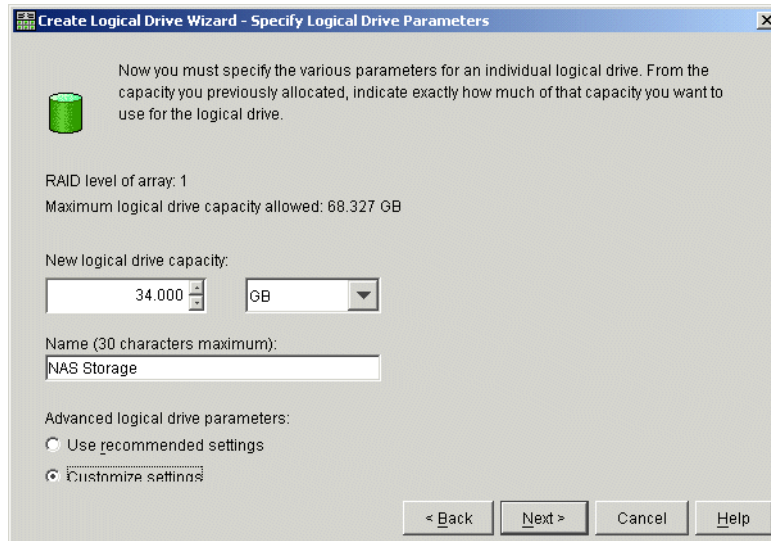 Create Logical Drive Wizard - Specify Logical Drive Parameters
Now you must specify the various parameters for an individual logical drive. From the
capacity you previously allocated, indicate exactly how much of that capacity you want to
use for the logical drive.
RAID level of array: 1
Maximum logical drive capacity allowed: 68.327 GB
New logical drive capacity:
34.000 GB
Name (30 characters maximum):
NAS Storage
Advanced logical drive parameters:
Use recommended settings
Customize settings
< Back Next > Cancel Help